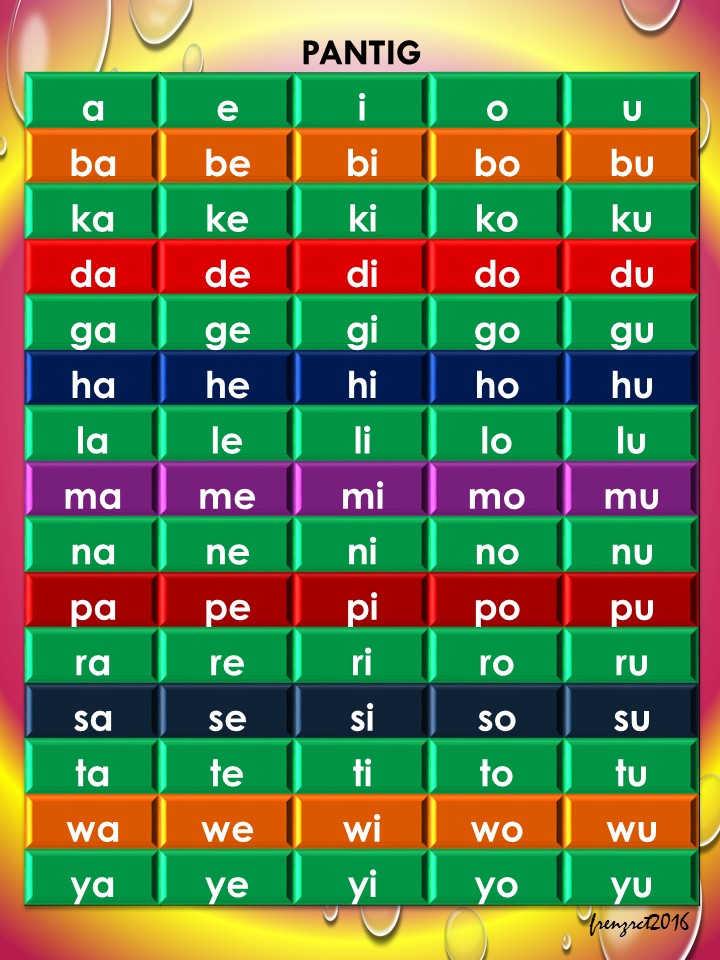 PANTIG
a e i o u
ba be bi bo bu
ka ke ki ko ku
da de di do du
ga ge gi go gu
ha he hi ho hu
la le li lo lu
ma me mi mo mu
na ne ni no nu
pa pe pi po pu
ra re ri ro ru
sa se si so su
ta te ti to tu
wa we wi wo wu
ya ye yi yo yu
frenzrct2016